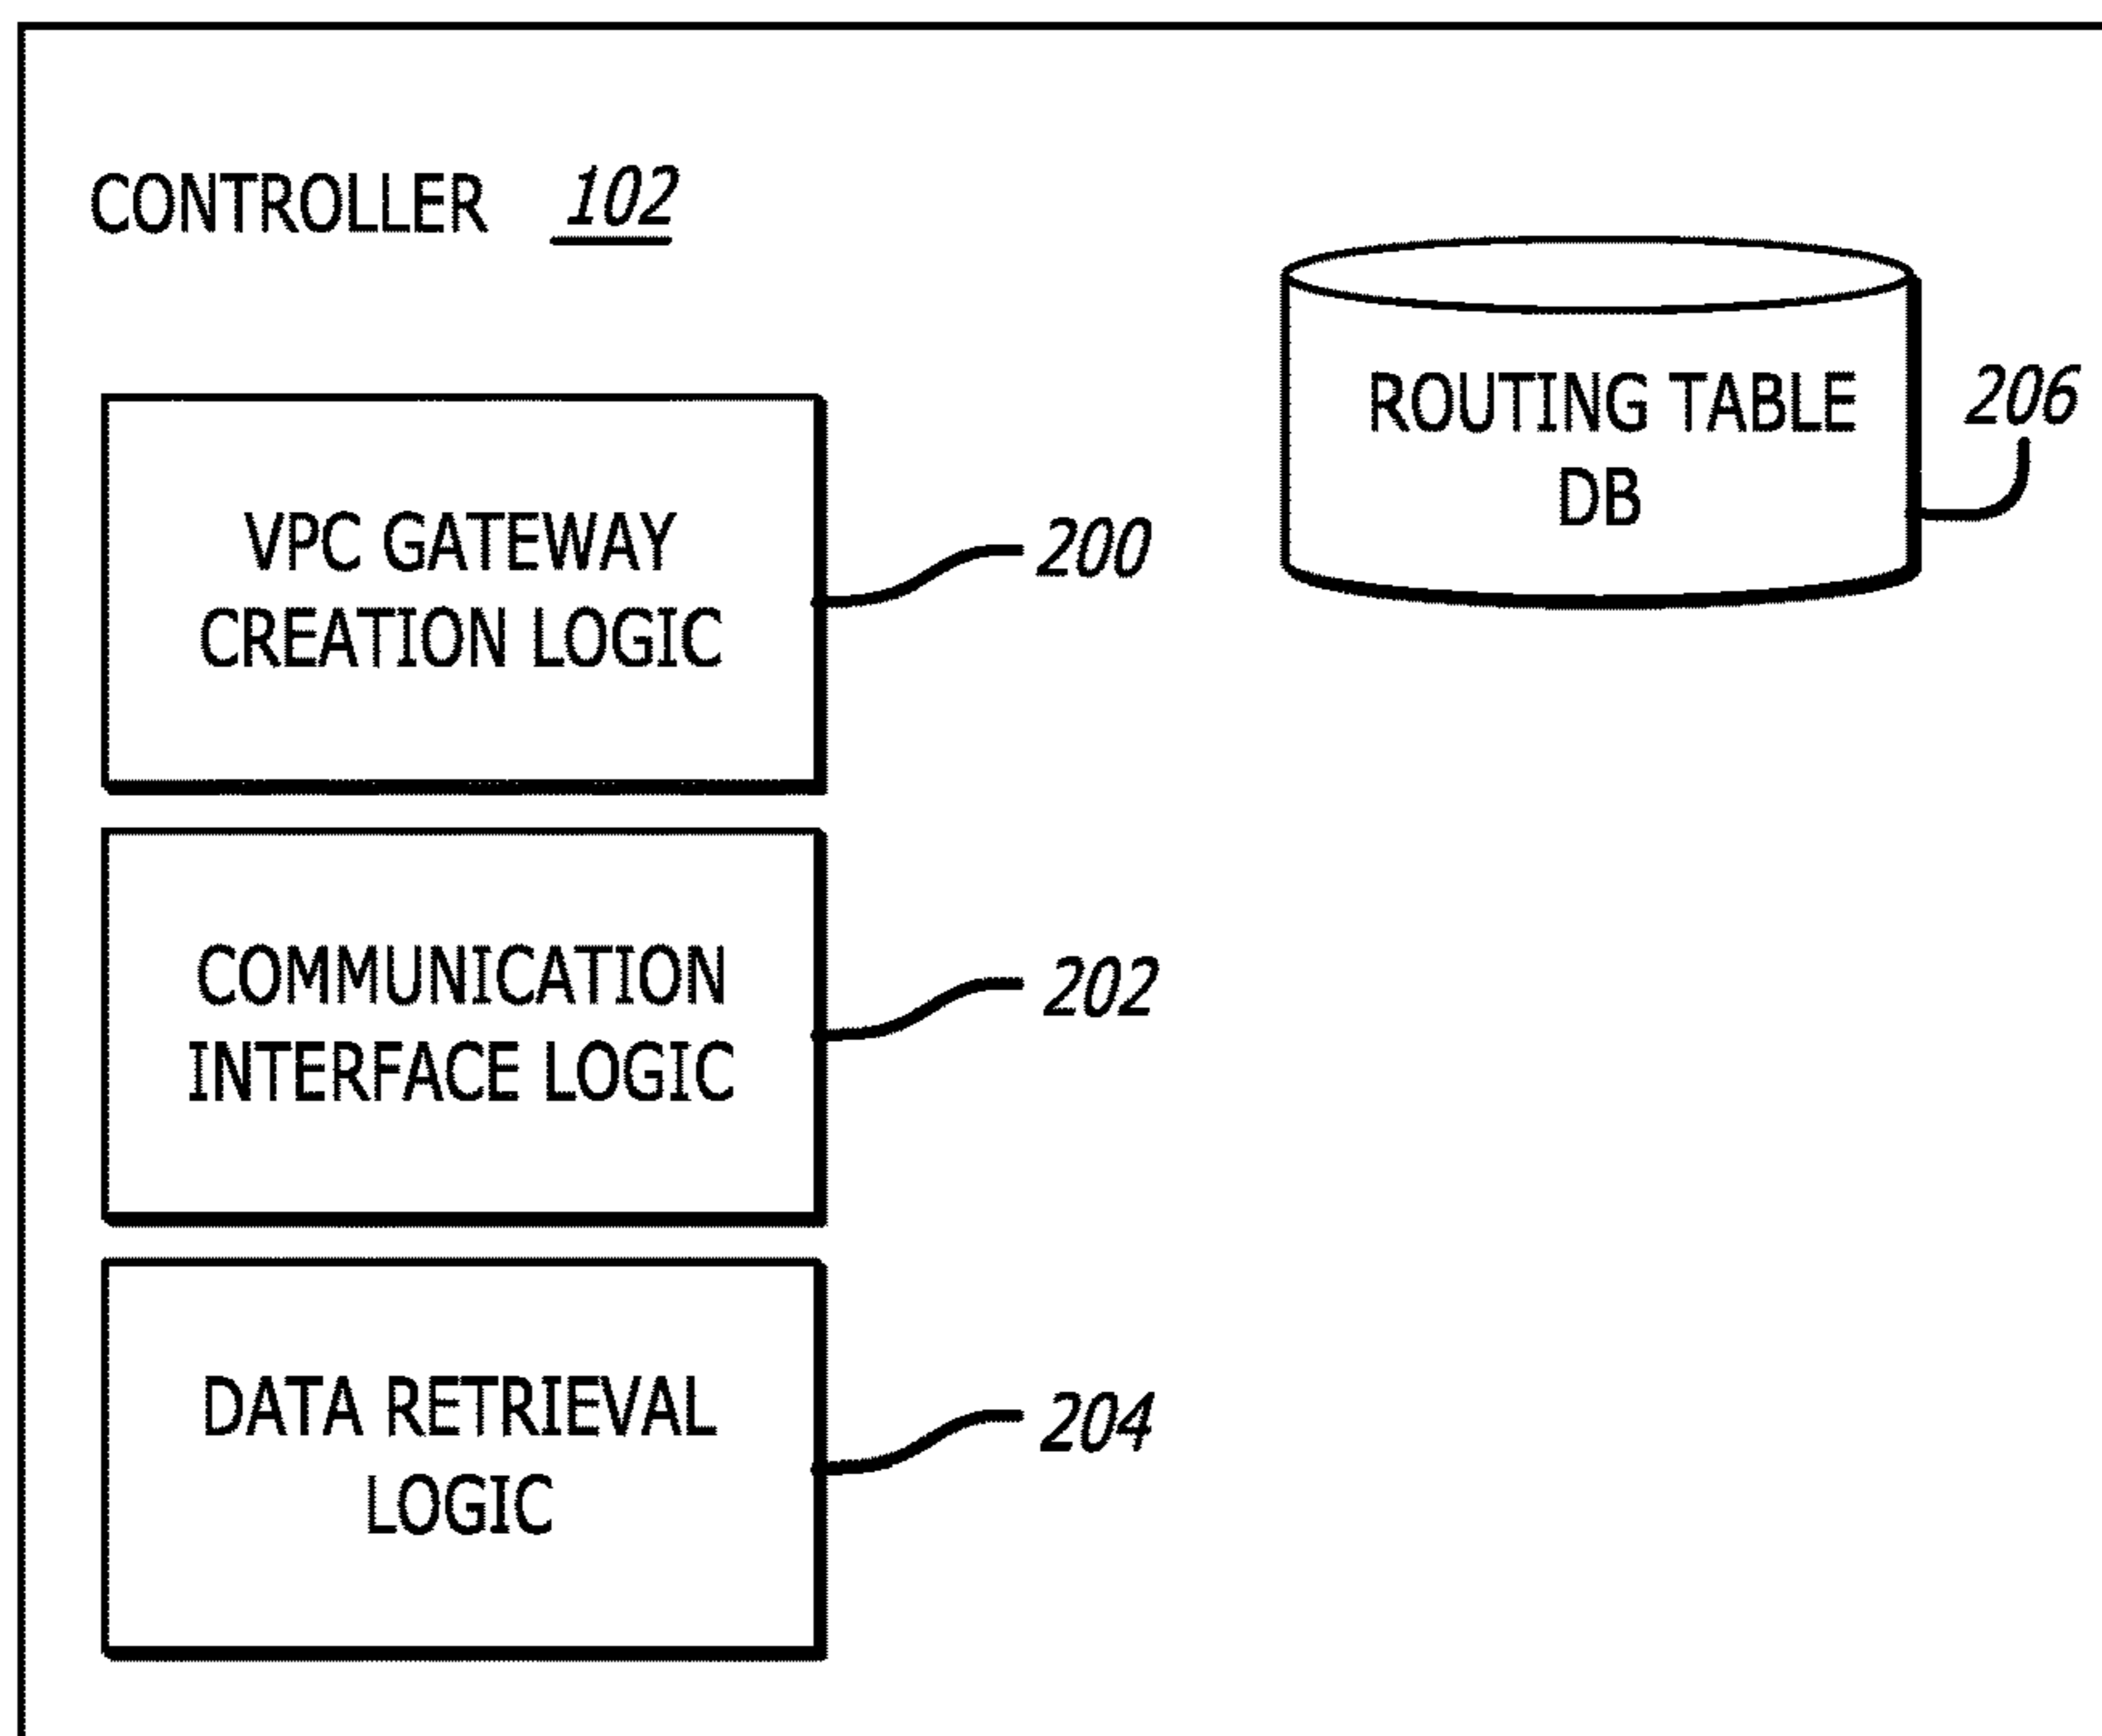 CONTROLLER 102
VPC GATEWAY
CREATION LOGIC
200
COMMUNICATION
INTERFACE LOGIC
202
DATA RETRIEVAL
LOGIC
204
ROUTING TABLE
DB
206